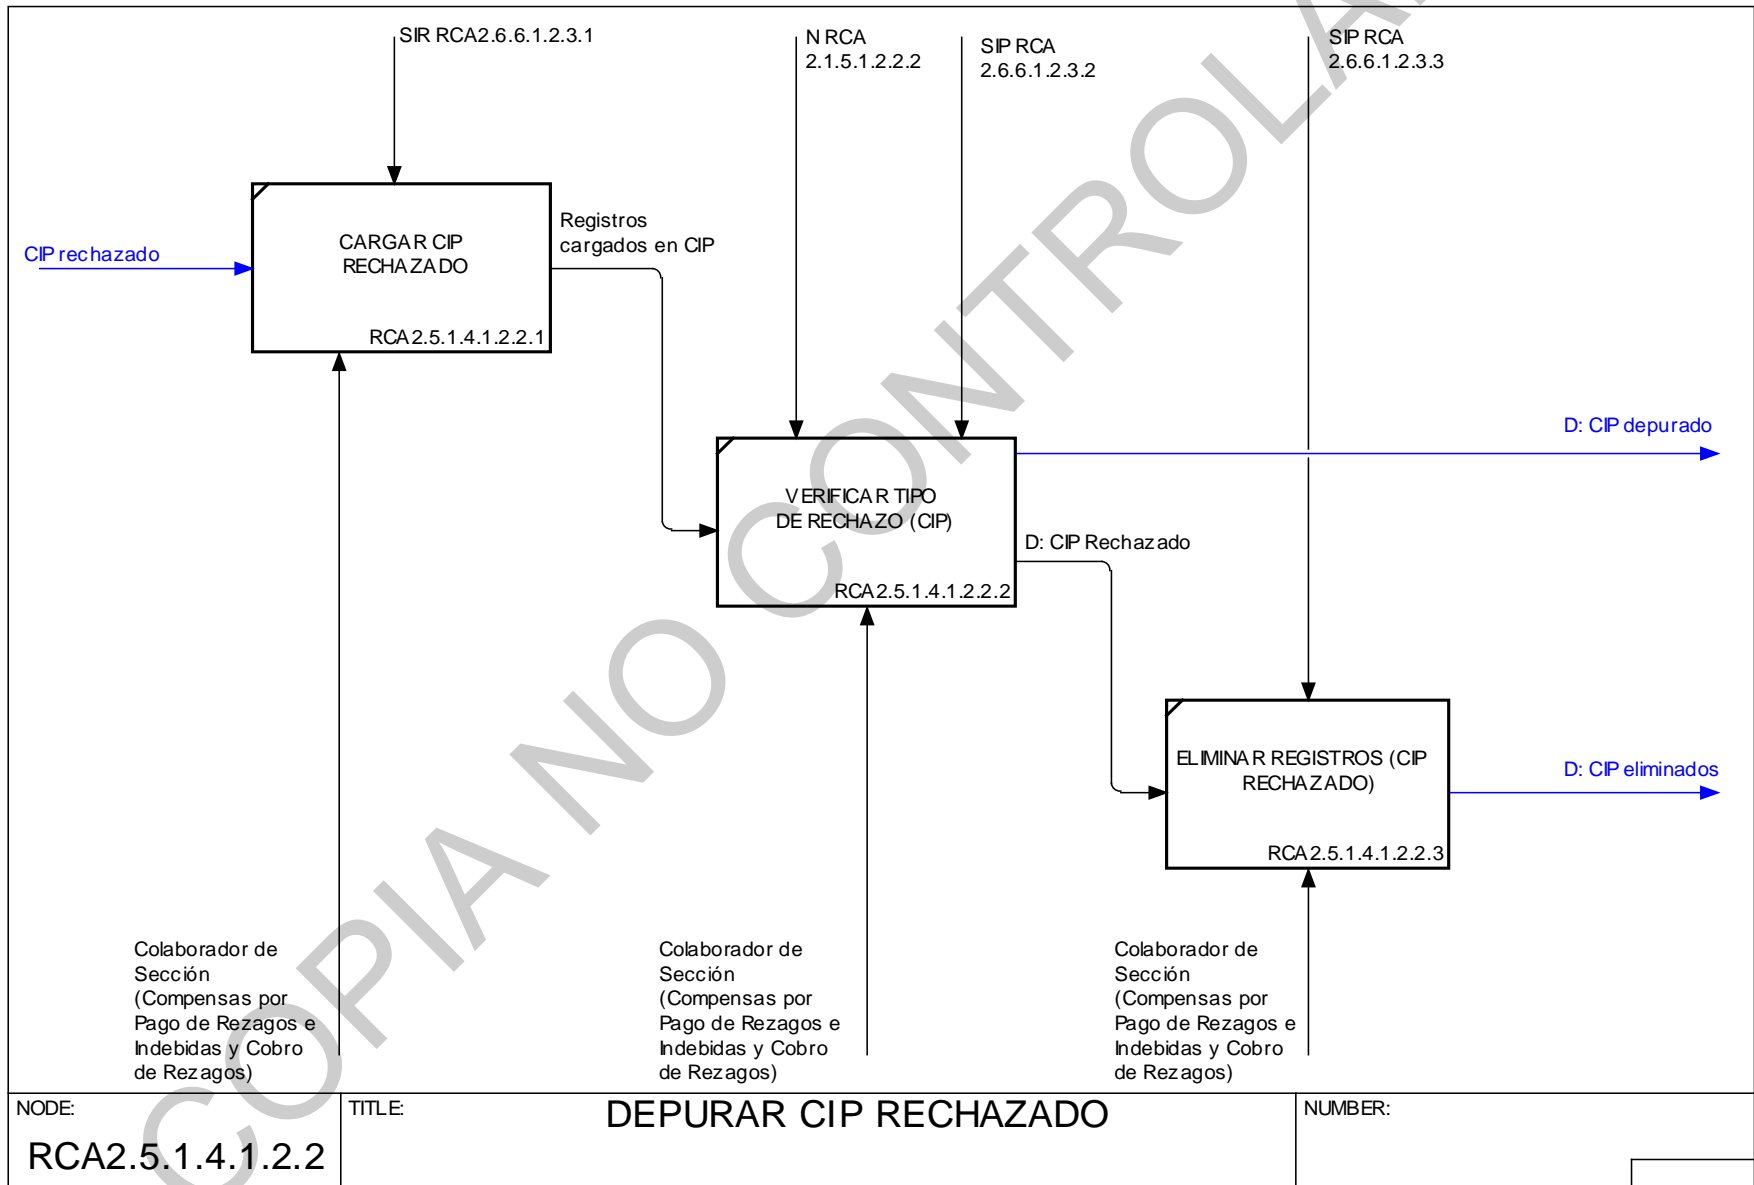 SIR RCA2.6.6.1.2.3.1
N RCA
2.1.5.1.2.2.2
SIP RCA
2.6.6.1.2.3.2
SIP RCA
2.6.6.1.2.3.3
CIP rechazado
CARGAR CIP
RECHAZADO
RCA2.5.1.4.1.2.2.1
Registros
cargados en CIP
D: CIP depurado
VERIFICAR TIPO
DE RECHAZO (CIP)
RCA2.5.1.4.1.2.2.2
D: CIP Rechazado
ELIMINAR REGISTROS (CIP
RECHAZADO)
RCA2.5.1.4.1.2.2.3
D: CIP eliminados
Colaborador de
Sección
(Compensas por
Pago de Rezagos e
Indebidas y Cobro
de Rezagos)
Colaborador de
Sección
(Compensas por
Pago de Rezagos e
Indebidas y Cobro
de Rezagos)
Colaborador de
Sección
(Compensas por
Pago de Rezagos e
Indebidas y Cobro
de Rezagos)
NODE:
RCA2.5.1.4.1.2.2
TITLE:
DEPURAR CIP RECHAZADO
NUMBER:
COPIA NO CONTROLA